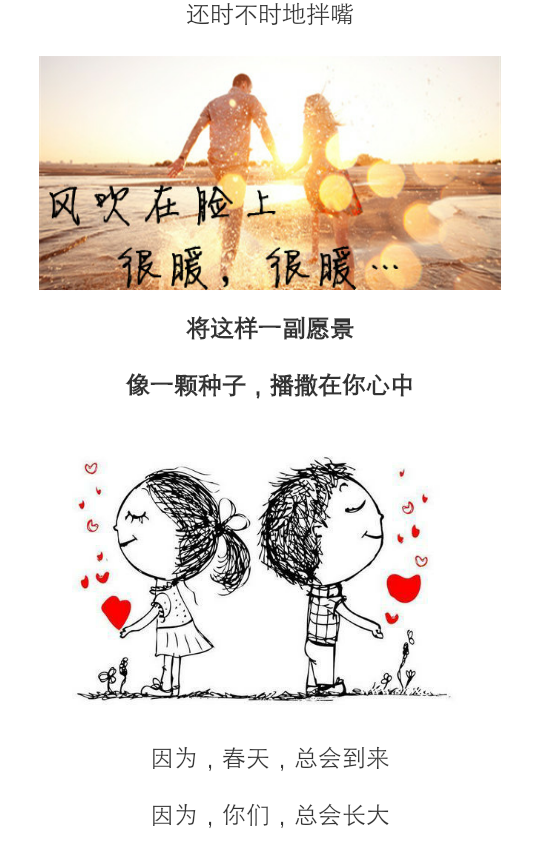 还时不时地拌嘴
风吹在脸上
很暖，很暖…
将这样一副愿景
像一颗种子，播撒在你心中
因为，春天，总会到来
因为，你们，总会长大